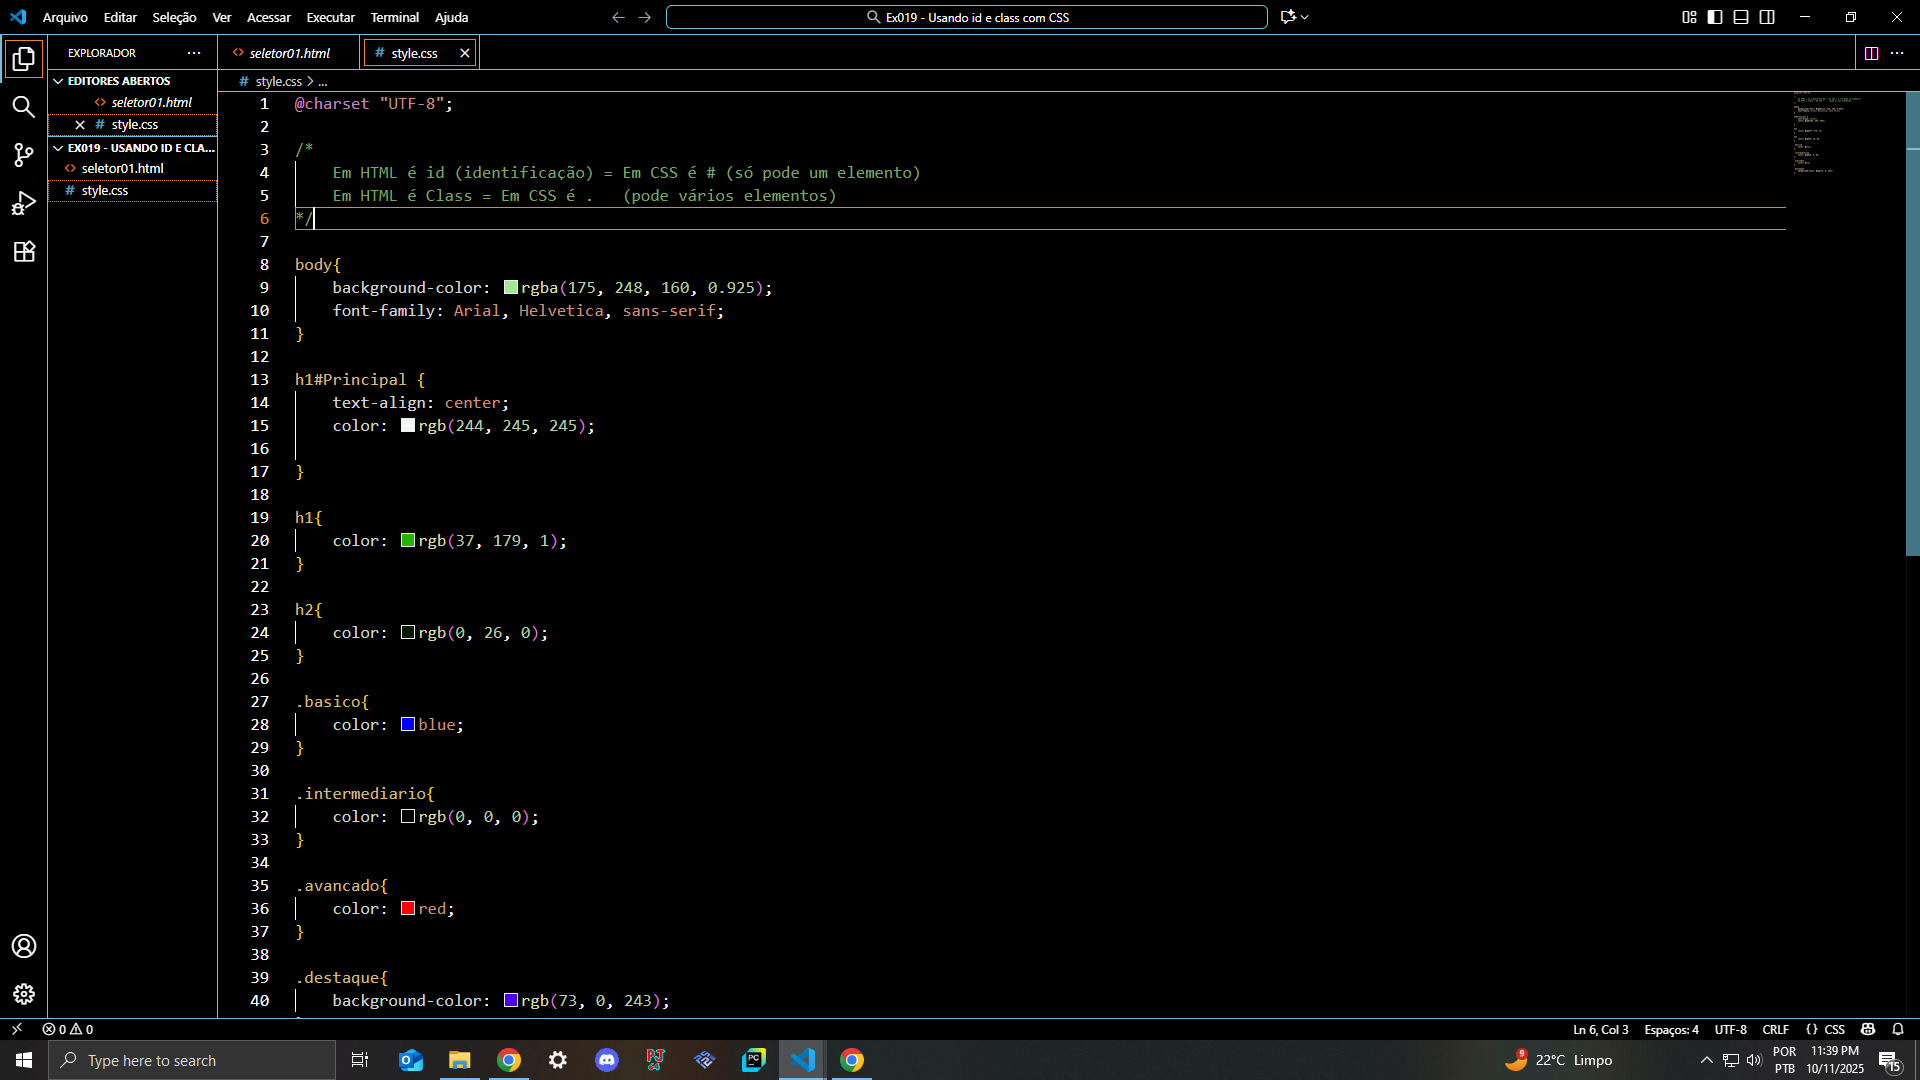 Arquivo Editar Seleção Ver Acessar Executar Terminal Ajuda
Ex019 - Usando id e class com CSS
EXPLORADOR
seletor01.html
style.css
EDITORES ABERTOS
seletor01.html
style.css
EX019 - USANDO ID E CLA...
seletor01.html
style.css
style.css > ...
1 @charset "UTF-8";
2
3 /*
4 Em HTML é id (identificação) = Em CSS é # (só pode um elemento)
5 Em HTML é Class = Em CSS é . (pode vários elementos)
6 */
7
8 body{
9 background-color: rgba(175, 248, 160, 0.925);
10 font-family: Arial, Helvetica, sans-serif;
11 }
12
13 h1#Principal {
14 text-align: center;
15 color: rgb(244, 245, 245);
16
17 }
18
19 h1{
20 color: rgb(37, 179, 1);
21 }
22
23 h2{
24 color: rgb(0, 26, 0);
25 }
26
27 .basico{
28 color: blue;
29 }
30
31 .intermediario{
32 color: rgb(0, 0, 0);
33 }
34
35 .avancado{
36 color: red;
37 }
38
39 .destaque{
40 background-color: rgb(73, 0, 243);
0 0
Ln 6, Col 3 Espaços: 4 UTF-8 CRLF {} CSS
Type here to search
PC
9
22°C Limpo
POR
PTB
11:39 PM
10/11/2025
15